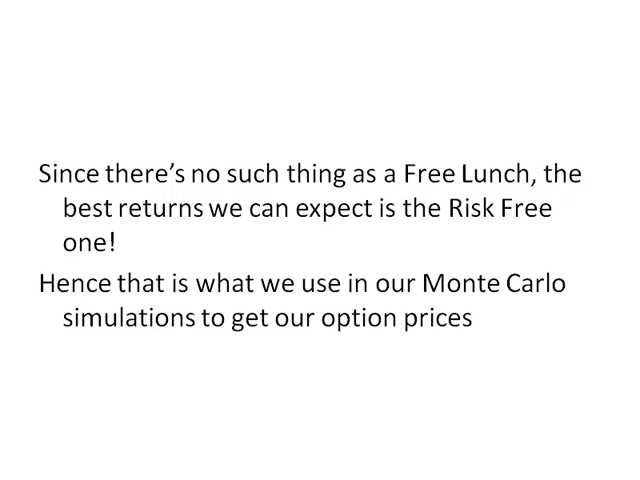 Since there’s no such thing as a Free Lunch, the
best returns we can expect is the Risk Free
one!
Hence that is what we use in our Monte Carlo
simulations to get our option prices